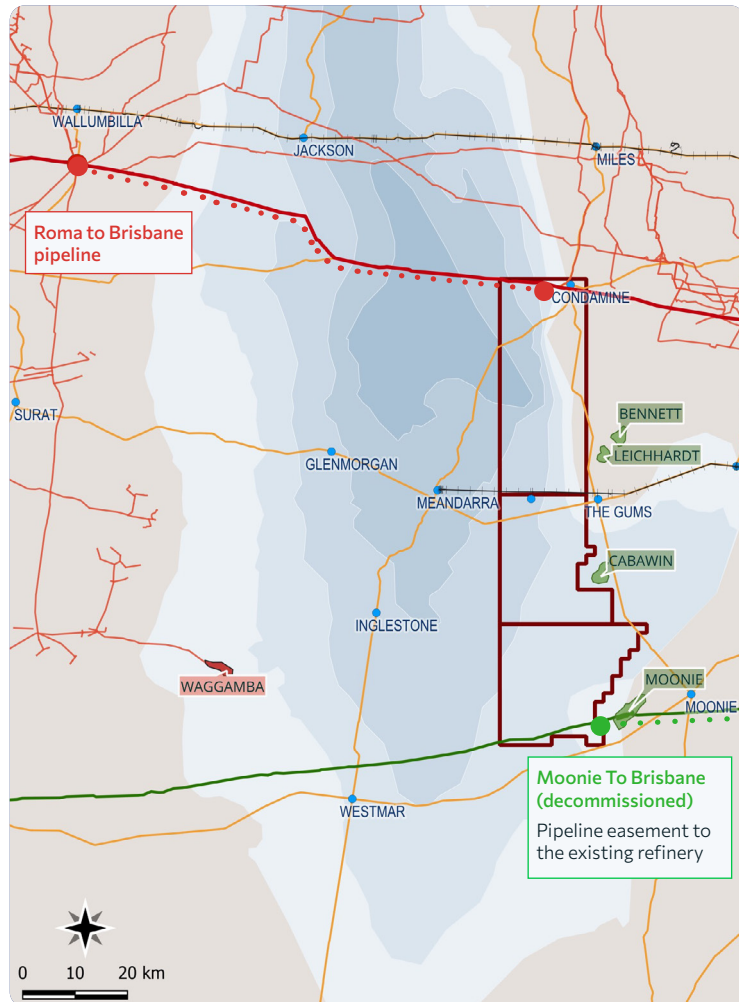 WALLUMBILLA
JACKSON
MILES
Roma to Brisbane
pipeline
CONDAMINE
SURAT
BENNETT
LEICHHARDT
GLENMORGAN
MEANDARRA
THE GUMS
CABAWIN
INGLESTONE
WAGGAMBA
MOONIE
MOONIE
Moonie To Brisbane
(decommissioned)
Pipeline easement to
the existing refinery
WESTMAR
0 10 20 km